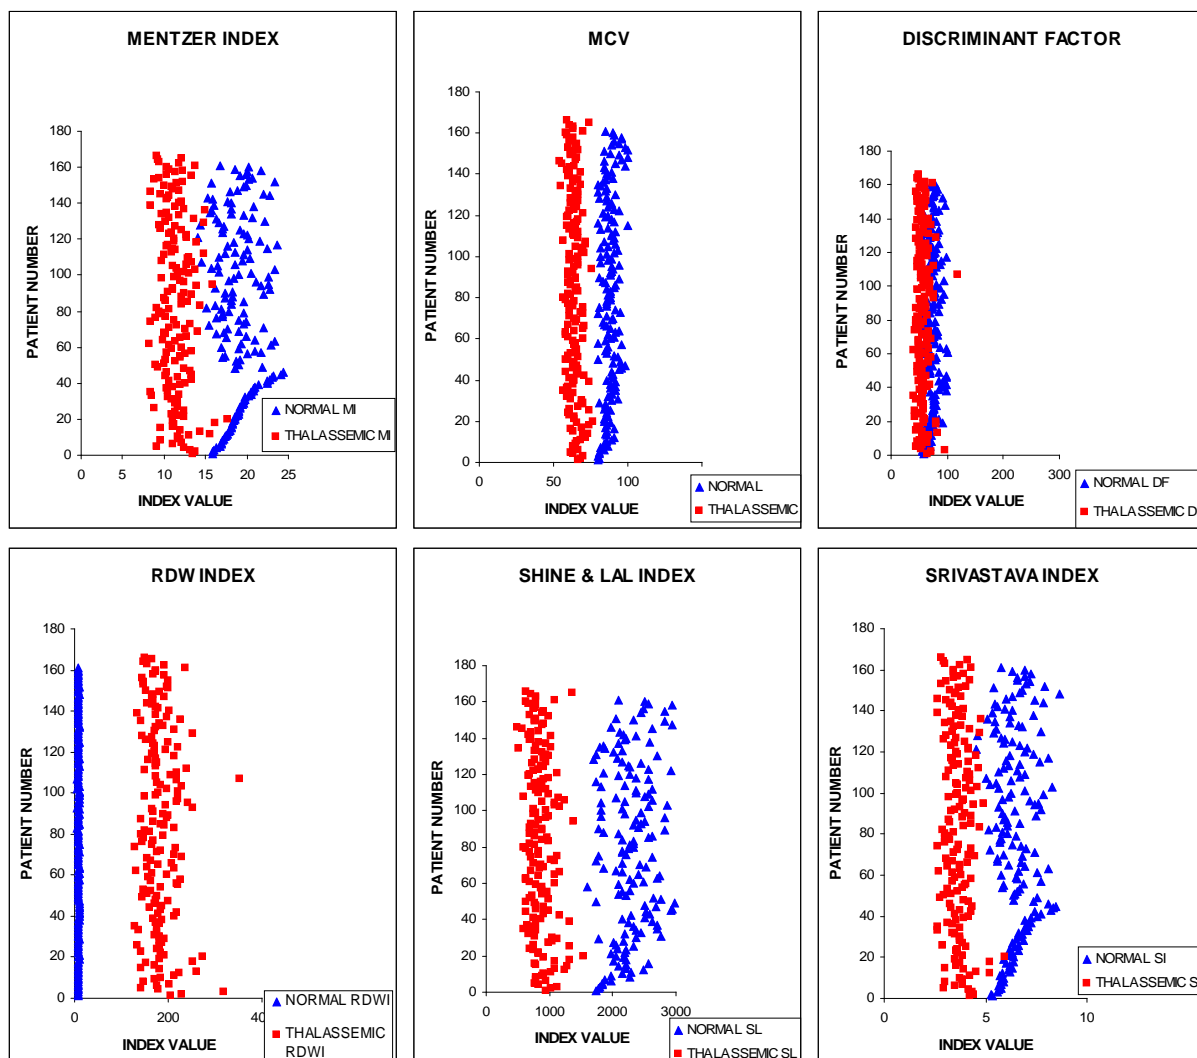 MENTZER INDEX
180
160
140
120
100
80
60
40
20
0
PATIENT NUMBER
0 5 10 15 20 25
INDEX VALUE
NORMAL MI
THALASSEMIC MI
MCV
180
160
140
120
100
80
60
40
20
0
PATIENT NUMBER
0 50 100
INDEX VALUE
NORMAL
THALASSEMIC
DISCRIMINANT FACTOR
180
160
140
120
100
80
60
40
20
0
PATIENT NUMBER
0 100 200 300
INDEX VALUE
NORMAL DF
THALASSEMIC D
RDW INDEX
180
160
140
120
100
80
60
40
20
0
PATIENT NUMBER
0 200 40
INDEX VALUE
NORMAL RDWI
THALASSEMIC
RDWI
SHINE & LAL INDEX
180
160
140
120
100
80
60
40
20
0
PATIENT NUMBER
0 1000 2000 3000
INDEX VALUE
NORMAL SL
THALASSEMIC SL
SRIVASTAVA INDEX
180
160
140
120
100
80
60
40
20
0
PATIENT NUMBER
0 5 10
INDEX VALUE
NORMAL SI
THALASSEMIC S